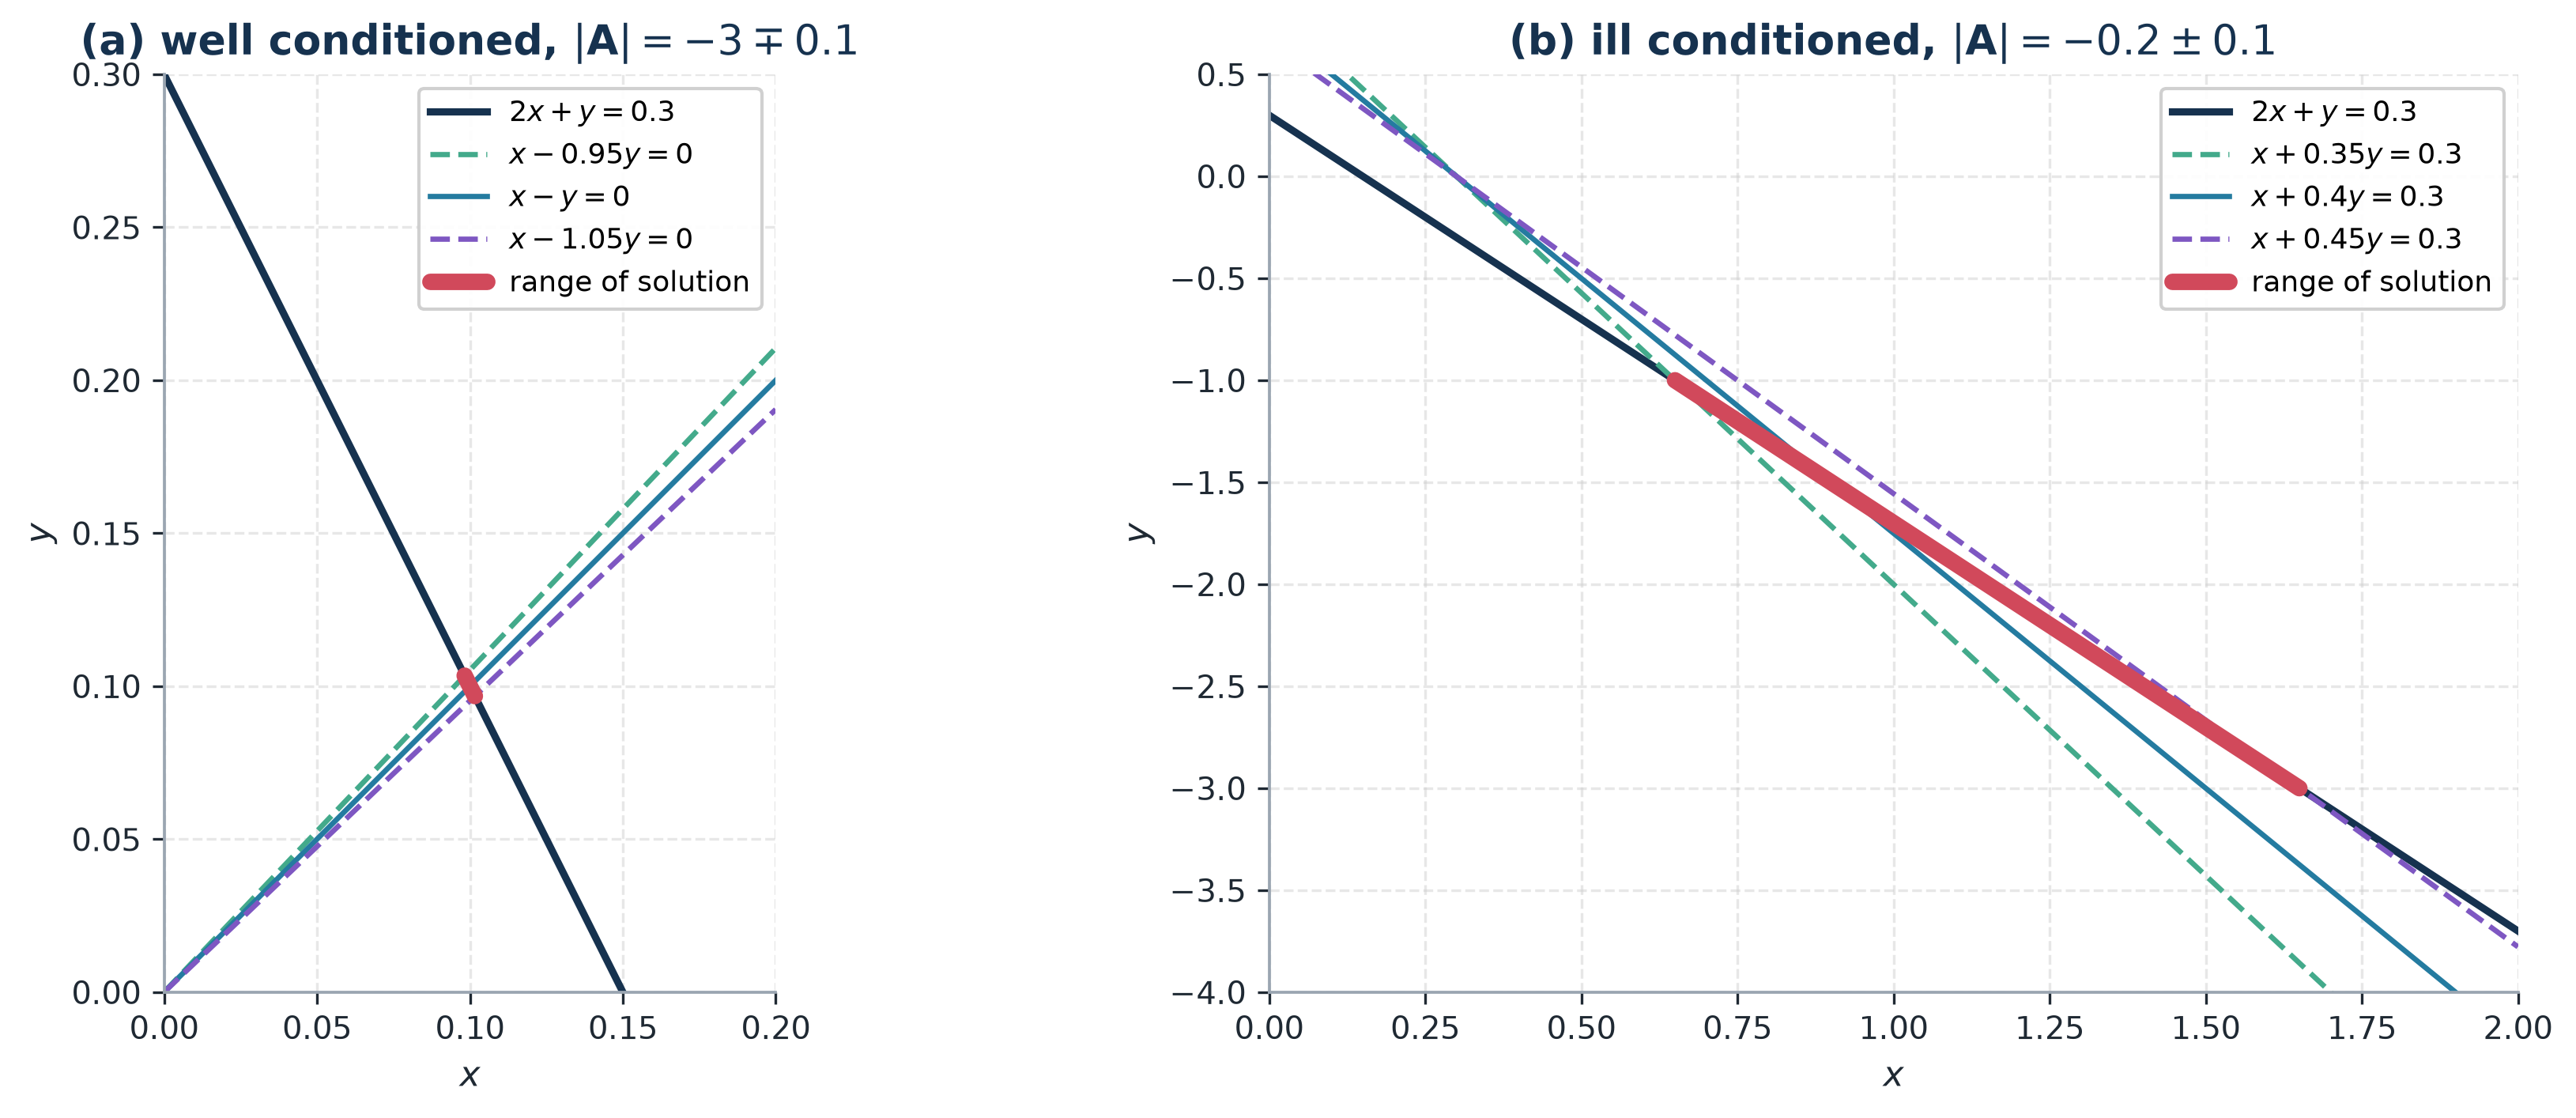 (a) well conditioned, |A| = −3 ∓ 0.1
0.30
0.25
0.20
0.15
0.10
0.05
0.00
y
0.00 0.05 0.10 0.15 0.20
x
2x + y = 0.3
x − 0.95y = 0
x − y = 0
x − 1.05y = 0
range of solution
(b) ill conditioned, |A| = −0.2 ± 0.1
0.5
0.0
−0.5
−1.0
−1.5
−2.0
−2.5
−3.0
−3.5
−4.0
y
0.00 0.25 0.50 0.75 1.00 1.25 1.50 1.75 2.00
x
2x + y = 0.3
x + 0.35y = 0.3
x + 0.4y = 0.3
x + 0.45y = 0.3
range of solution